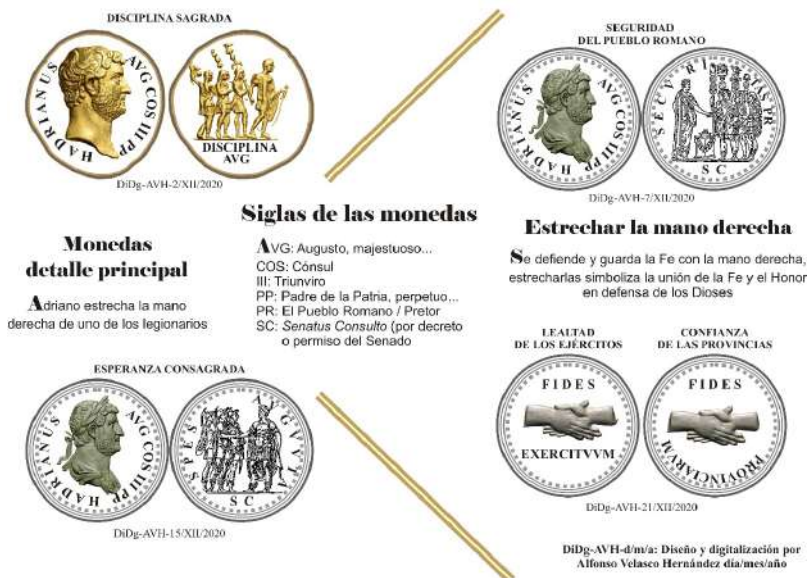 DISCIPLINA SAGRADA
HADRIANUS AVG COS III PP
DISCIPLINA
AVG
DiDg-AVH-2/XII/2020
SEGURIDAD
DEL PUEBLO ROMANO
HADRIANUS AVG COS III PP
SECVRITAS PR
SC
DiDg-AVH-7/XII/2020
Monedas
detalle principal
Adriano estrecha la mano
derecha de uno de los legionarios
Siglas de las monedas
AVG: Augusto, majestuoso...
COS: Cónsul
III: Triunviro
PP: Padre de la Patria, perpetuo...
PR: El Pueblo Romano / Pretor
SC: Senatus Consulto (por decreto
o permiso del Senado
Estrechar la mano derecha
Se defiende y guarda la Fe con la mano derecha,
estrecharlas simboliza la unión de la Fe y el Honor
en defensa de los Dioses
ESPERANZA CONSAGRADA
HADRIANUS AVG COS III PP
SPES AVGVVT
SC
DiDg-AVH-15/XII/2020
LEALTAD
DE LOS EJÉRCITOS
FIDES
EXERCITVVM
CONFIANZA
DE LAS PROVINCIAS
FIDES
PROVINCIARVM
DiDg-AVH-21/XII/2020
DiDg-AVH-d/m/a: Diseño y digitalización por
Alfonso Velasco Hernández día/mes/año